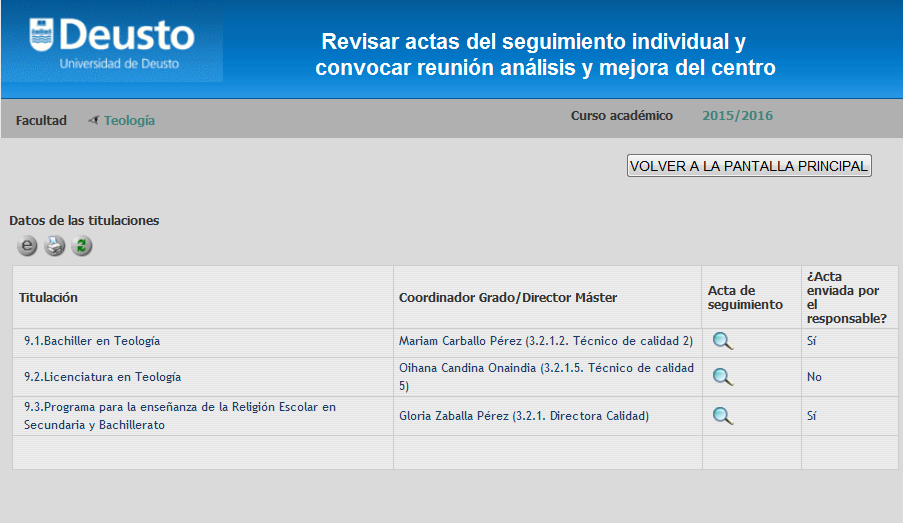 Deusto
Universidad de Deusto
Revisar actas del seguimiento individual y
convocar reunión análisis y mejora del centro
Facultad Teología
Curso académico 2015/2016
VOLVER A LA PANTALLA PRINCIPAL
Datos de las titulaciones
e
Titulación
Coordinador Grado/Director Máster
Acta de
seguimiento
¿Acta
enviada por
el
responsable?
9.1.Bachiller en Teología
Mariam Carballo Pérez (3.2.1.2. Técnico de calidad 2)
Sí
9.2.Licenciatura en Teología
Oihana Candina Onaindia (3.2.1.5. Técnico de calidad
5)
No
9.3.Programa para la enseñanza de la Religión Escolar en
Secundaria y Bachillerato
Gloria Zaballa Pérez (3.2.1. Directora Calidad)
Sí